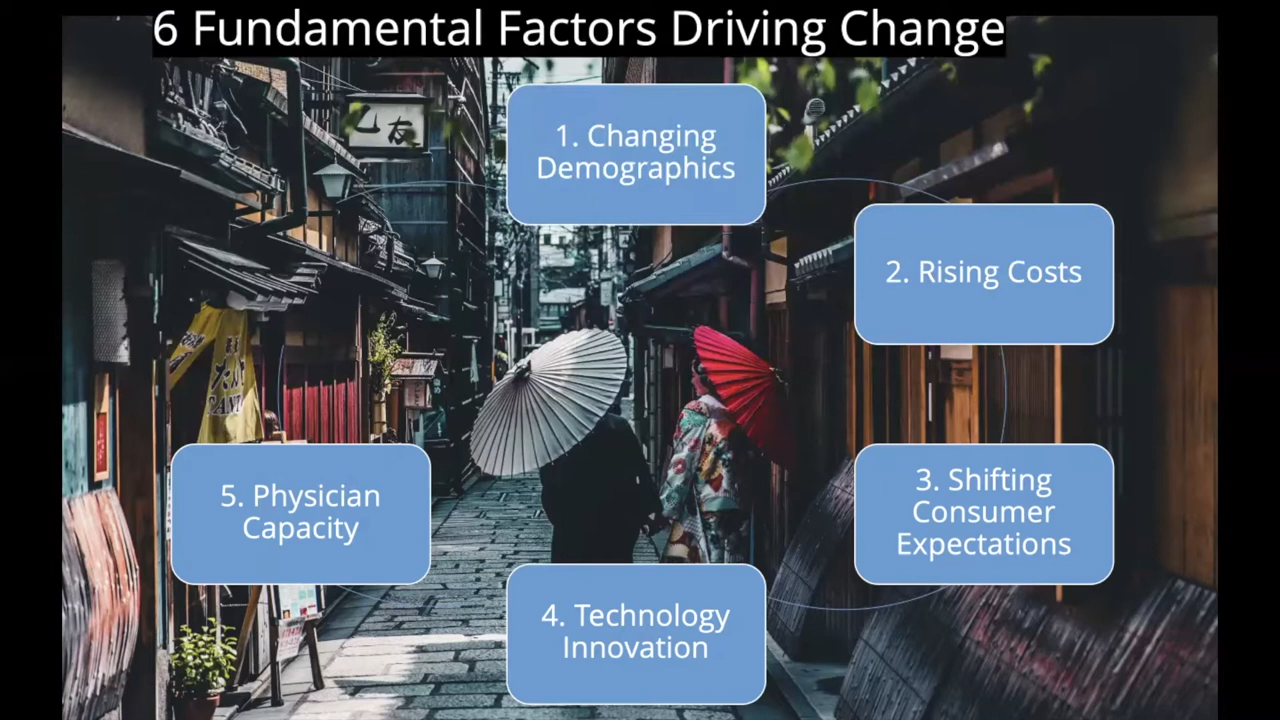 6 Fundamental Factors Driving Change
1. Changing
Demographics
2. Rising Costs
3. Shifting
Consumer
Expectations
4. Technology
Innovation
5. Physician
Capacity